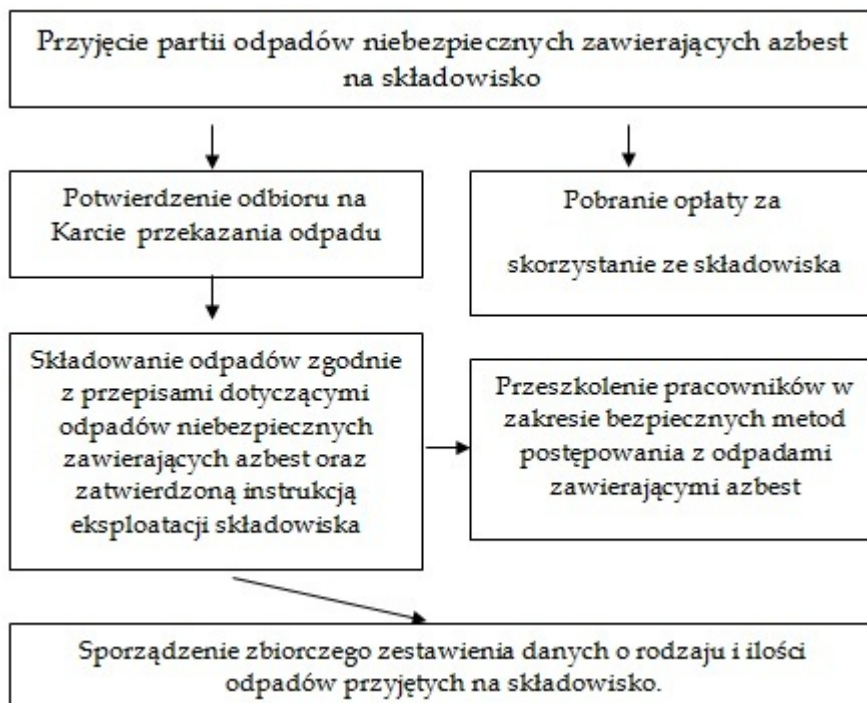 Przyjęcie partii odpadów niebezpiecznych zawierających azbest
na składowisko
Potwierdzenie odbioru na
Karcie przekazania odpadu
Pobranie opłaty za
skorzystanie ze składowiska
Składowanie odpadów zgodnie
z przepisami dotyczącymi
odpadów niebezpiecznych
zawierających azbest oraz
zatwierdzoną instrukcją
eksploatacji składowiska
Przeszkolenie pracowników w
zakresie bezpiecznych metod
postępowania z odpadami
zawierającymi azbest
Sporządzenie zbiorczego zestawienia danych o rodzaju i ilości
odpadów przyjętych na składowisko.